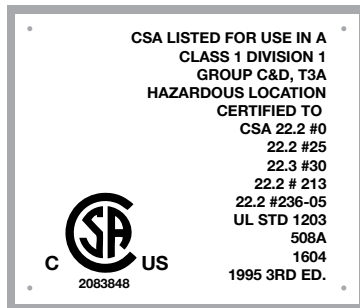 CSA LISTED FOR USE IN A
CLASS 1 DIVISION 1
GROUP C&D, T3A
HAZARDOUS LOCATION
CERTIFIED TO
CSA 22.2 #0
22.2 #25
22.3 #30
22.2 # 213
22.2 #236-05
UL STD 1203
508A
1604
1995 3RD ED.
SA
C US
2083848